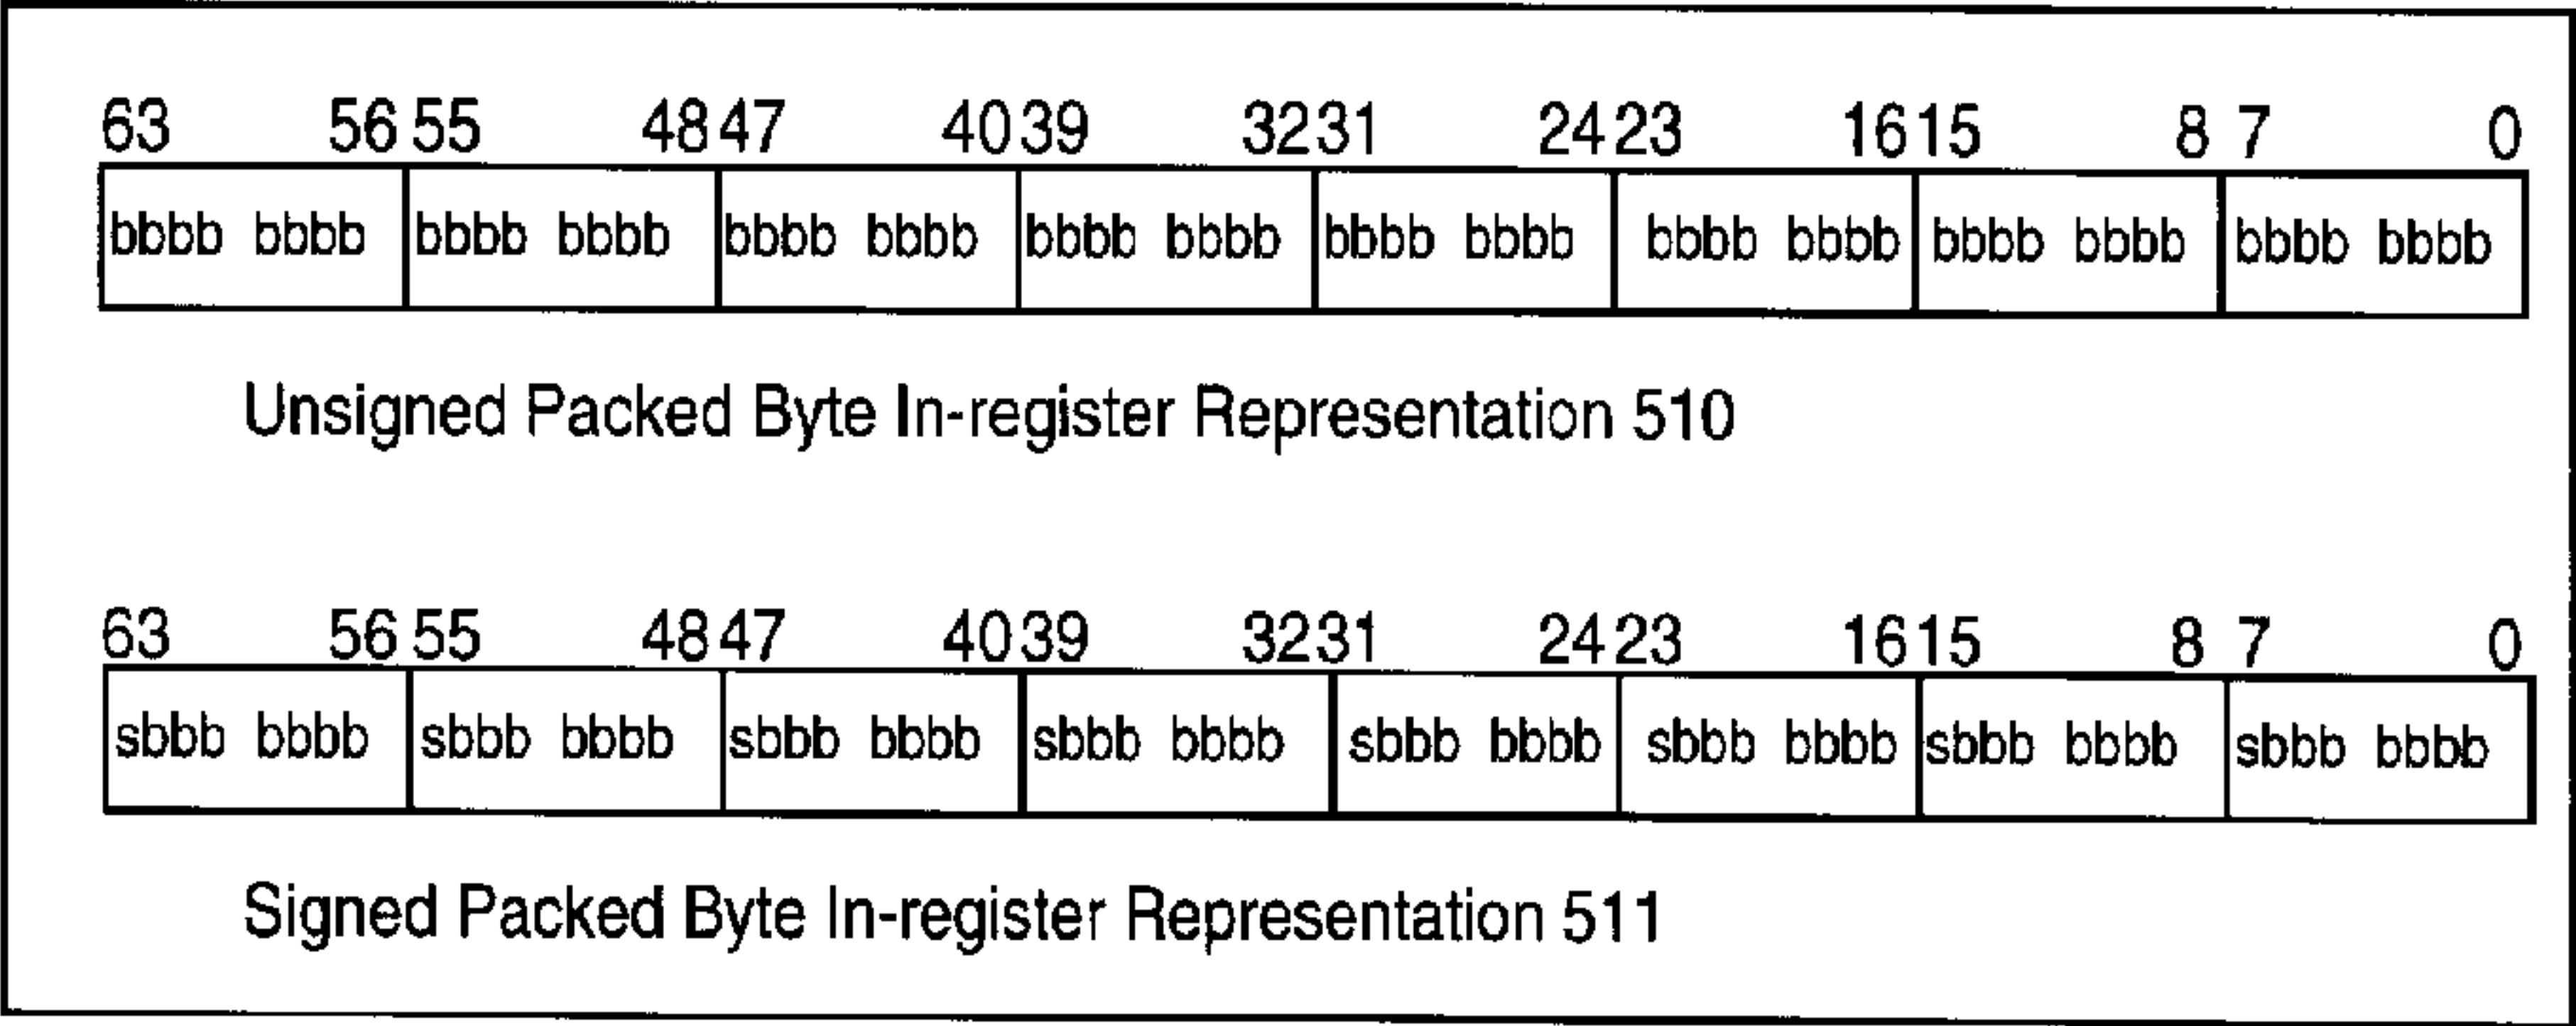 63 56 55 48 47 40 39 32 31 24 23 16 15 8 7 0
bbbb bbbb bbbb bbbb bbbb bbbb bbbb bbbb bbbb bbbb bbbb bbbb bbbb bbbb bbbb bbbb
Unsigned Packed Byte In-register Representation 510
63 56 55 48 47 40 39 32 31 24 23 16 15 8 7 0
sbbb bbbb sbbb bbbb sbbb bbbb sbbb bbbb sbbb bbbb sbbb bbbb sbbb bbbb sbbb bbbb
Signed Packed Byte In-register Representation 511